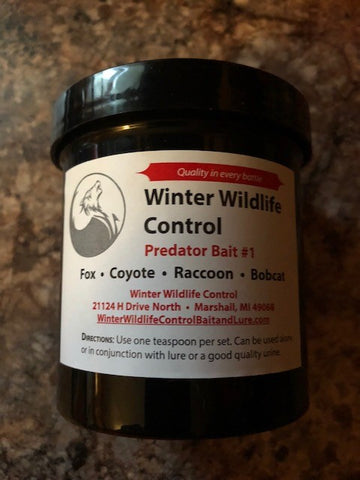 Quality in every bottle
Winter Wildlife
Control
Predator Bait #1
Fox • Coyote • Raccoon • Bobcat
Winter Wildlife Control
21124 H Drive North • Marshall, MI 49068
WinterWildlifeControlBaitandLure.com
DIRECTIONS: Use one teaspoon per set. Can be used alone
or in conjunction with lure or a good quality urine.